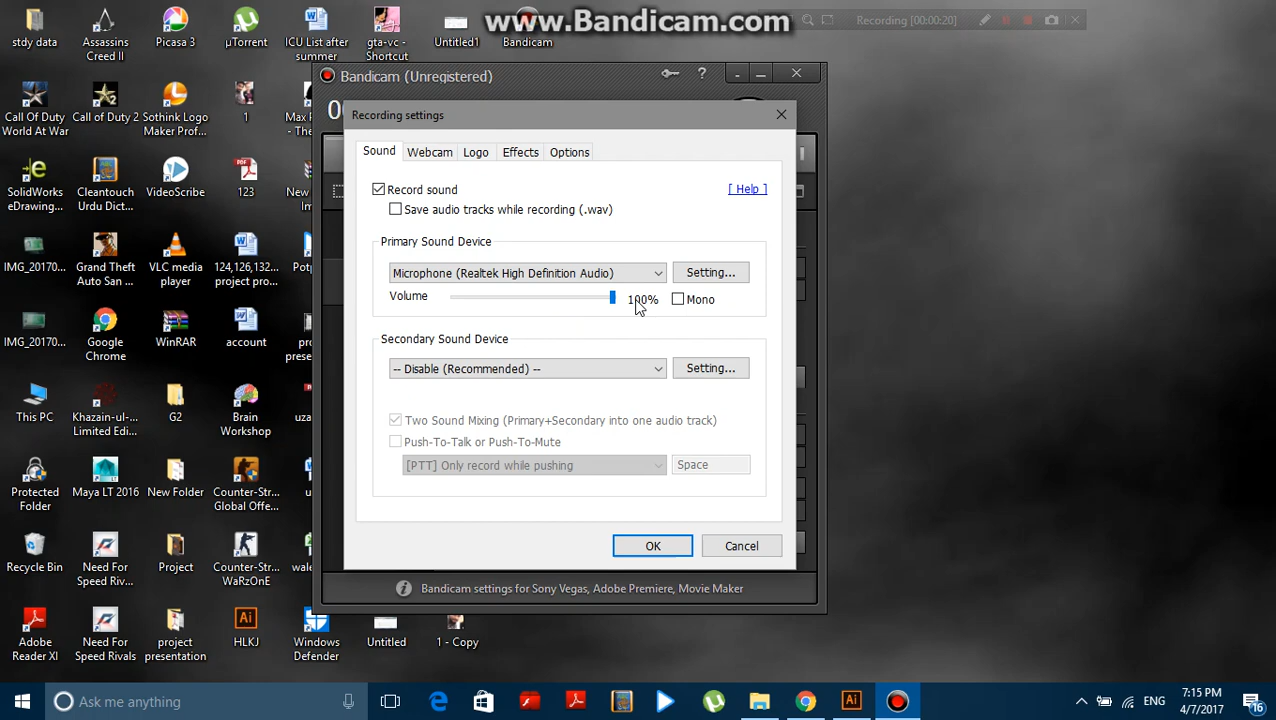 www.Bandicam.com
Recording [00:00:20]
stdy data
Assassins
Creed II
Picasa 3
µTorrent
ICU List after
summer
gta-vc -
Shortcut
Untitled1
Bandicam
Bandicam (Unregistered)
Recording settings
Sound
Webcam
Logo
Effects
Options
Record sound
[ Help ]
Save audio tracks while recording (.wav)
Primary Sound Device
Microphone (Realtek High Definition Audio)
Setting...
Volume
100%
Mono
Secondary Sound Device
-- Disable (Recommended) --
Setting...
Two Sound Mixing (Primary+Secondary into one audio track)
Push-To-Talk or Push-To-Mute
[PTT] Only record while pushing
Space
OK
Cancel
Bandicam settings for Sony Vegas, Adobe Premiere, Movie Maker
Call Of Duty
World At War
Call of Duty 2
Sothink Logo
Maker Prof...
1
SolidWorks
eDrawing...
Cleantouch
Urdu Dict...
VideoScribe
123
IMG_20170...
Grand Theft
Auto San ...
VLC media
player
124,126,132...
project pro...
IMG_20170...
Google
Chrome
WinRAR
account
This PC
Khazain-ul-...
Limited Edi...
G2
Brain
Workshop
Protected
Folder
Maya LT 2016
New Folder
Counter-Str...
Global Offe...
Recycle Bin
Need For
Speed Riv...
Project
Counter-Str...
WaRzOnE
Adobe
Reader XI
Need For
Speed Rivals
project
presentation
HLKJ
Windows
Defender
Untitled
1 - Copy
Ask me anything
ENG
7:15 PM
4/7/2017
16